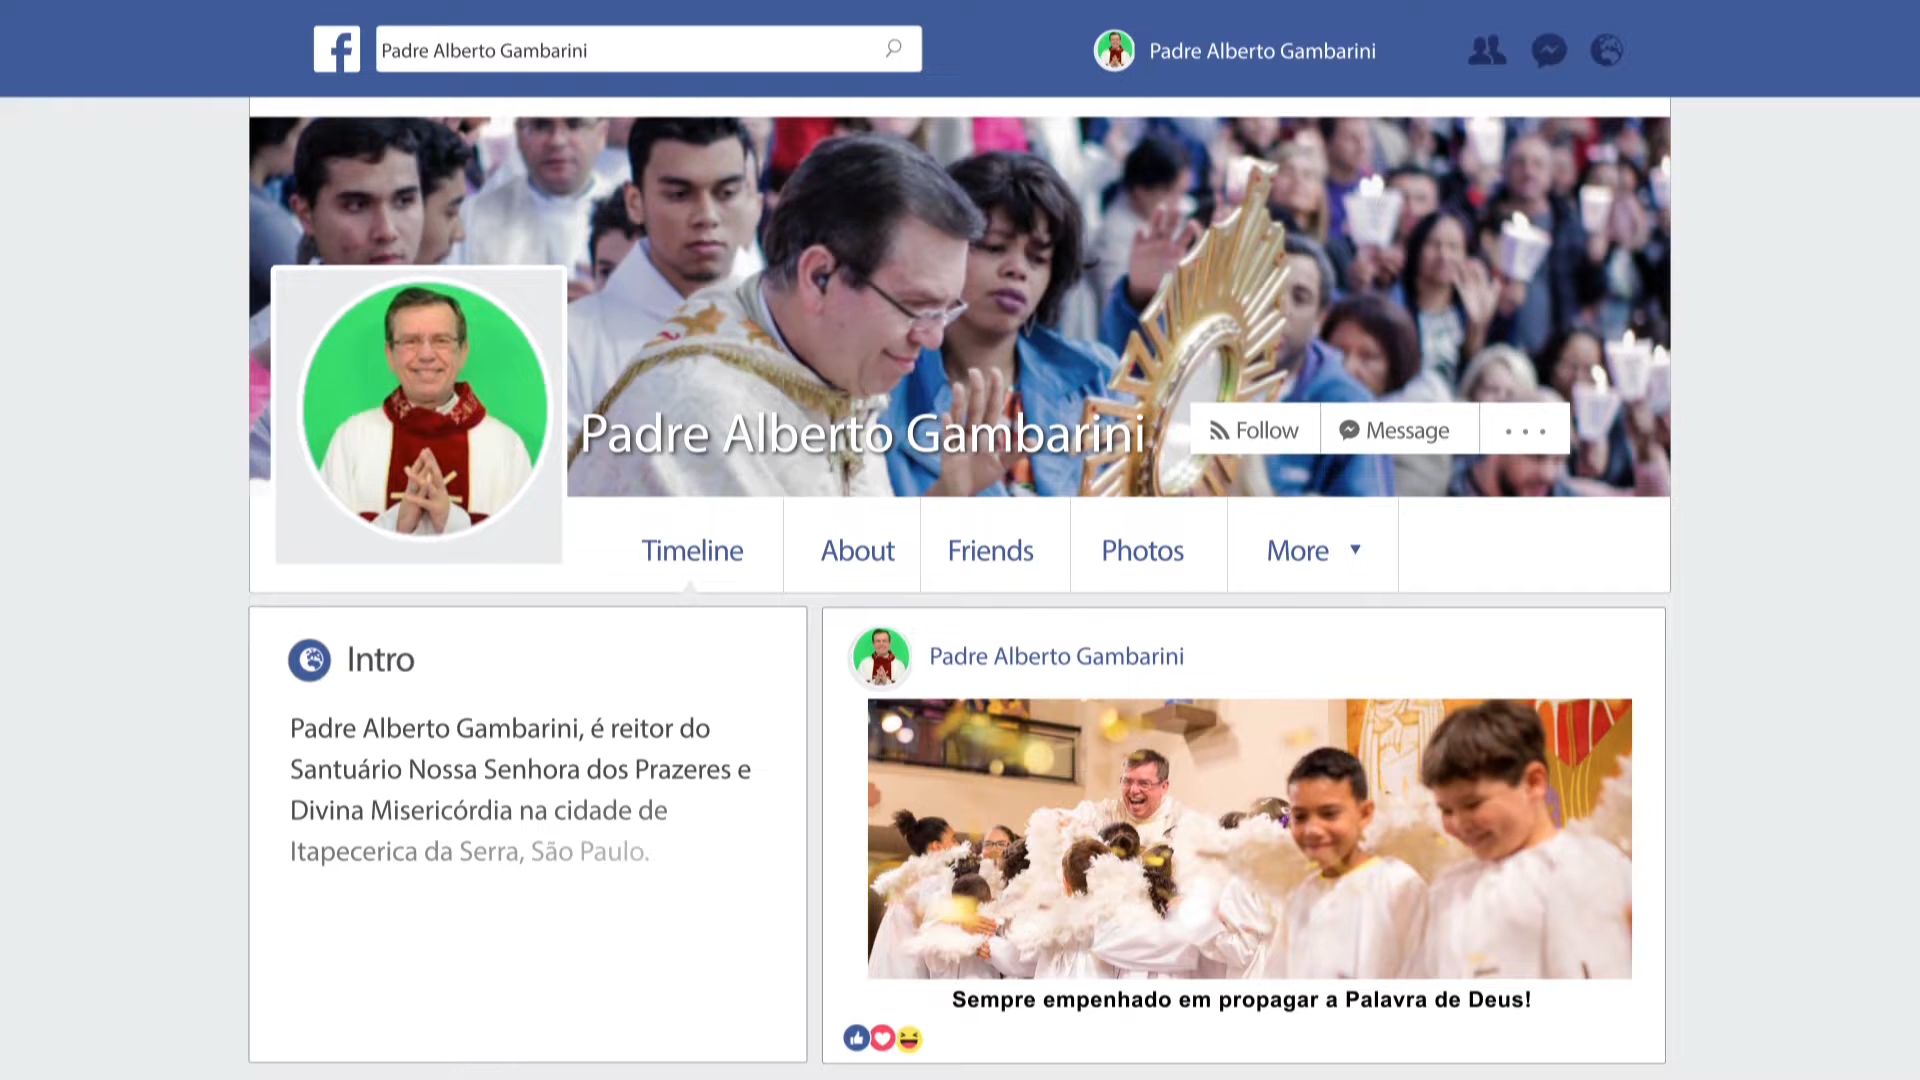 Padre Alberto Gambarini
Padre Alberto Gambarini
Padre Alberto Gambarini
Follow
Message
Timeline
About
Friends
Photos
More
Intro
Padre Alberto Gambarini, é reitor do
Santuário Nossa Senhora dos Prazeres e
Divina Misericórdia na cidade de
Itapecerica da Serra, São Paulo.
Padre Alberto Gambarini
Sempre empenhado em propagar a Palavra de Deus!